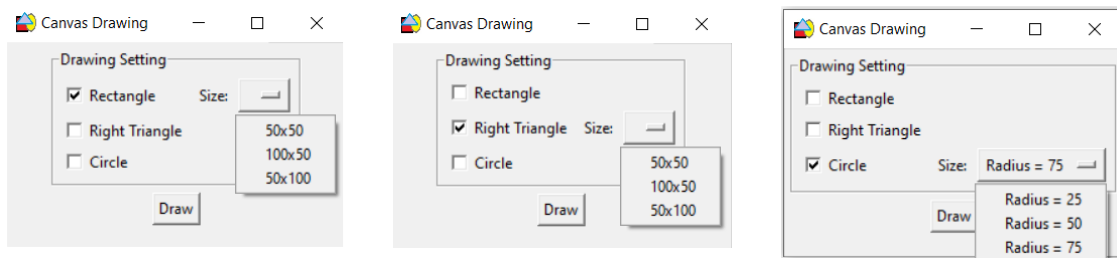 Canvas Drawing
Drawing Setting
Rectangle Size:
Right Triangle
Circle
50x50
100x50
50x100
Draw
Canvas Drawing
Drawing Setting
Rectangle
Right Triangle Size:
Circle
50x50
100x50
50x100
Draw
Canvas Drawing
Drawing Setting
Rectangle
Right Triangle
Circle Size: Radius = 75
Radius = 25
Radius = 50
Radius = 75
Draw